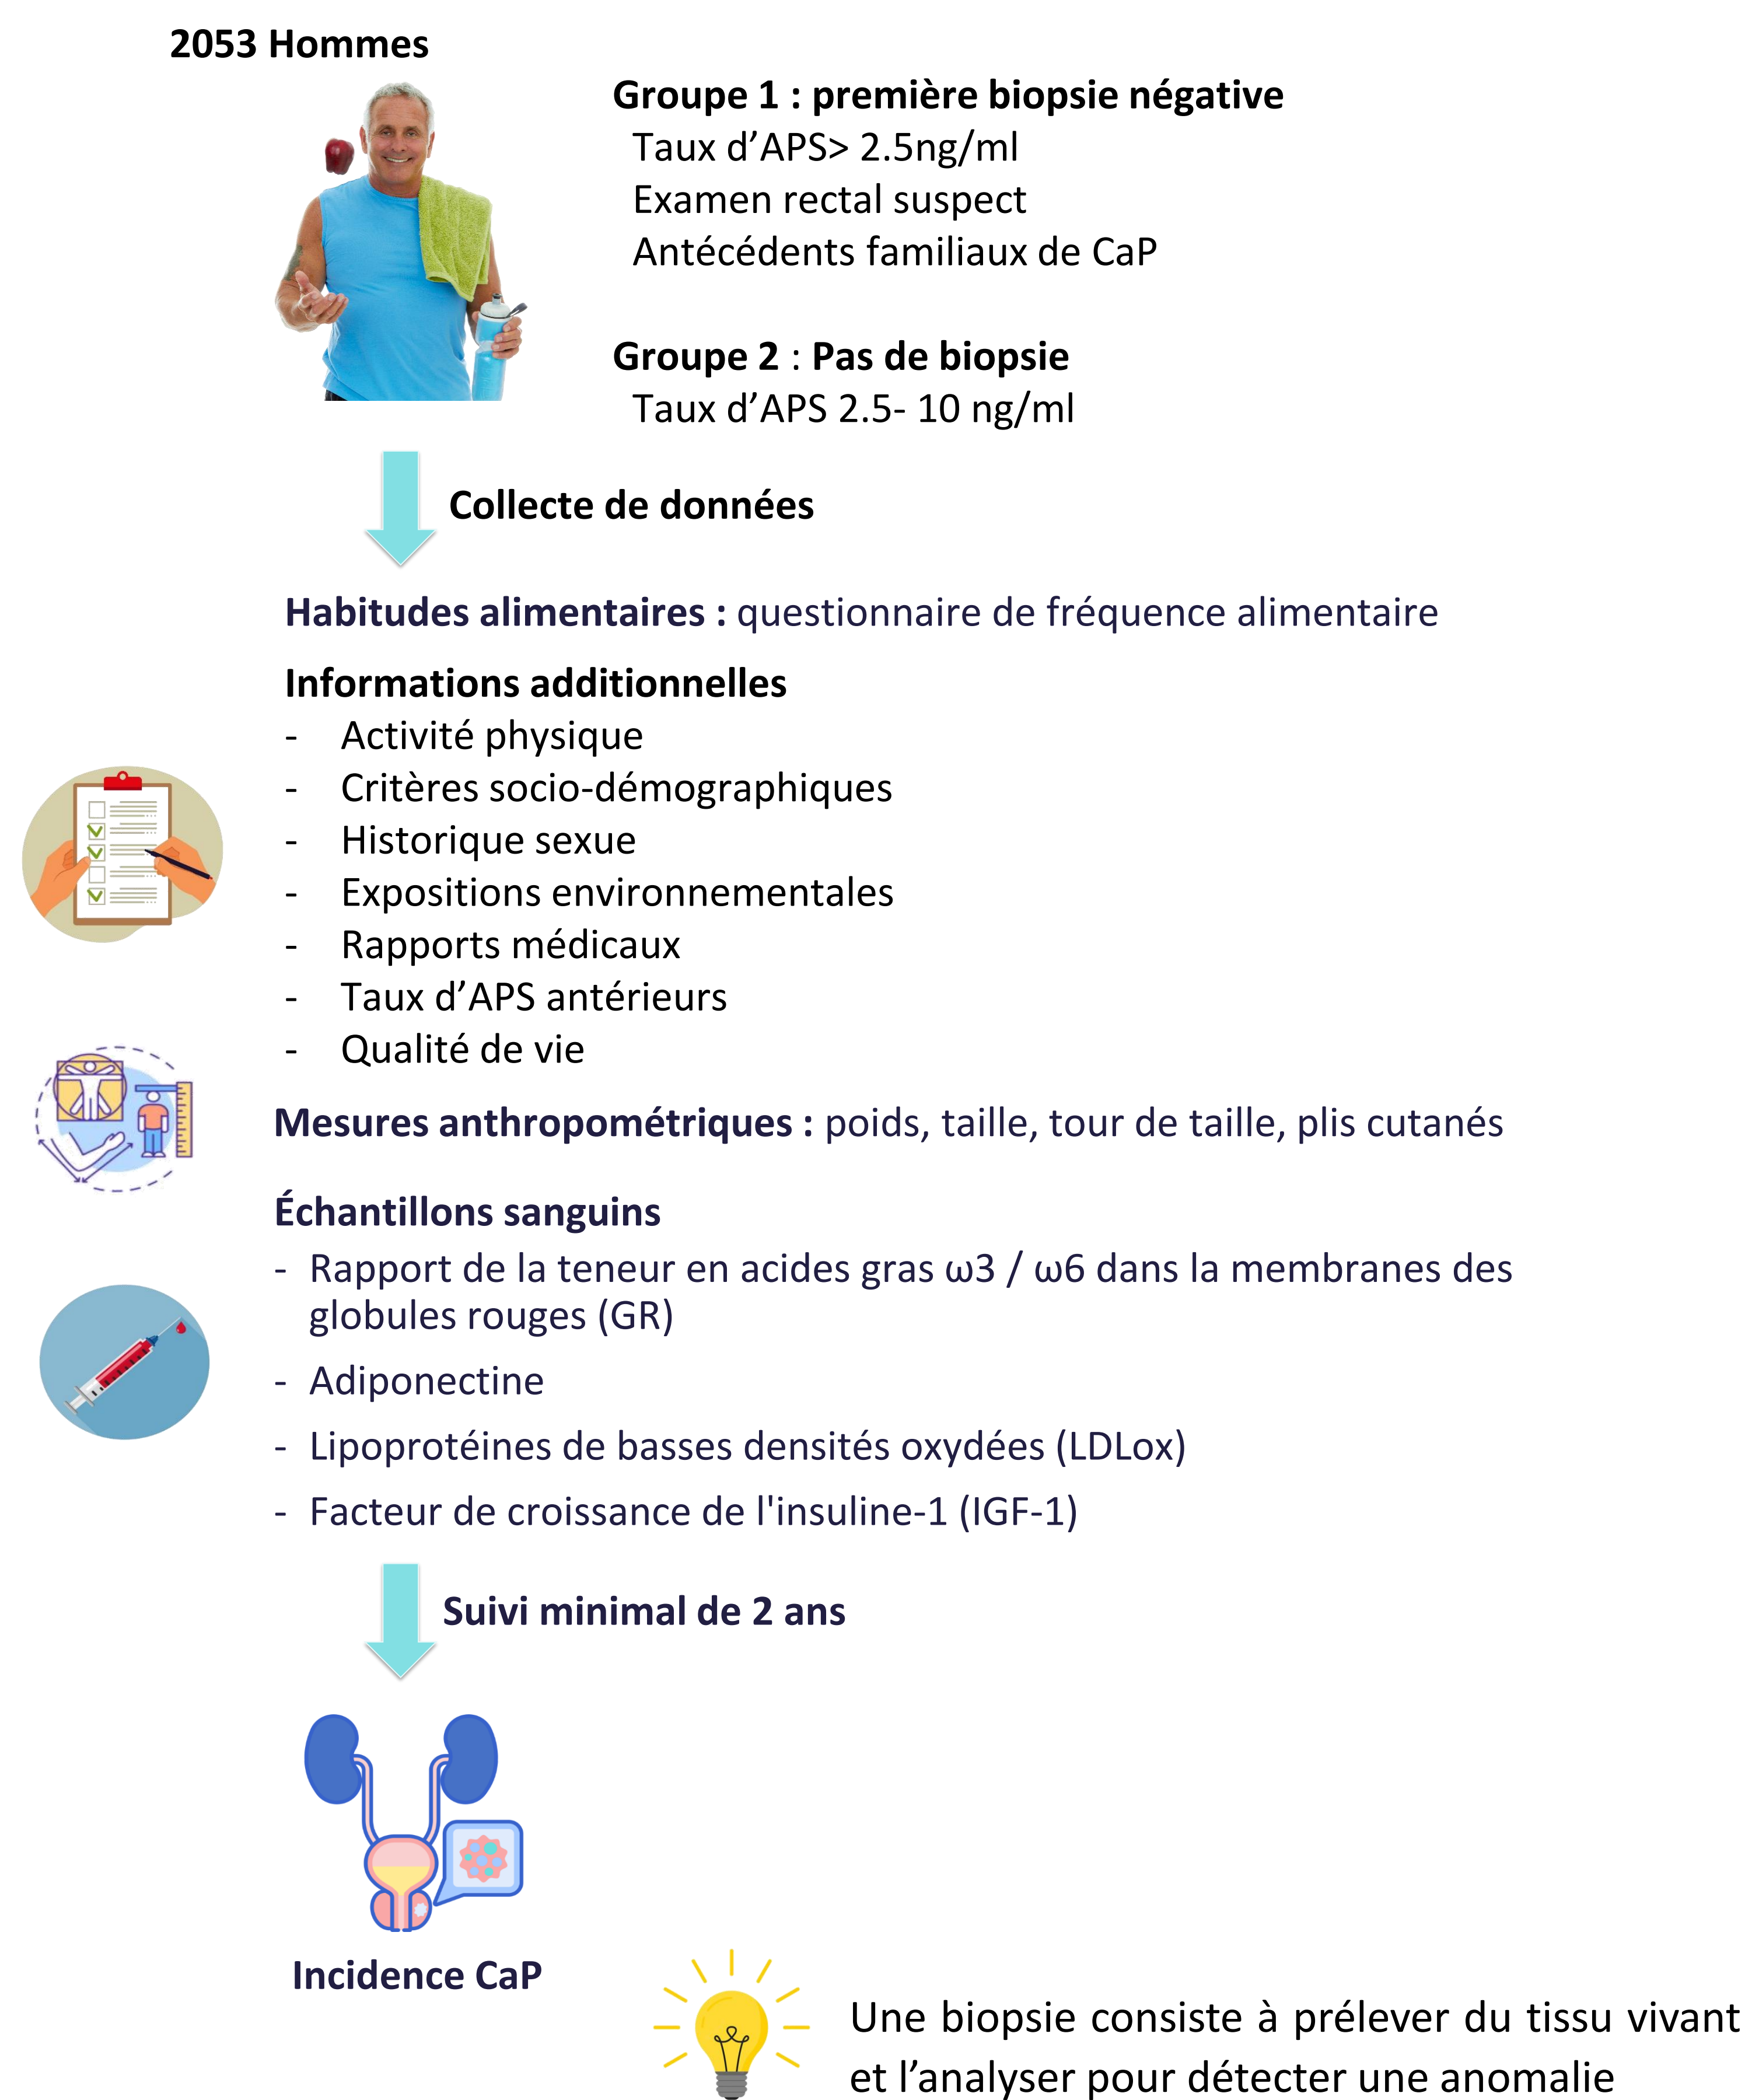 2053 Hommes
Groupe 1 : première biopsie négative
Taux d’APS> 2.5ng/ml
Examen rectal suspect
Antécédents familiaux de CaP
Groupe 2 : Pas de biopsie
Taux d’APS 2.5- 10 ng/ml
Collecte de données
Habitudes alimentaires : questionnaire de fréquence alimentaire
Informations additionnelles
- Activité physique
- Critères socio-démographiques
- Historique sexue
- Expositions environnementales
- Rapports médicaux
- Taux d’APS antérieurs
- Qualité de vie
Mesures anthropométriques : poids, taille, tour de taille, plis cutanés
Échantillons sanguins
- Rapport de la teneur en acides gras ω3 / ω6 dans la membranes des
globules rouges (GR)
- Adiponectine
- Lipoprotéines de basses densités oxydées (LDLox)
- Facteur de croissance de l'insuline-1 (IGF-1)
Suivi minimal de 2 ans
Incidence CaP
Une biopsie consiste à prélever du tissu vivant
et l’analyser pour détecter une anomalie